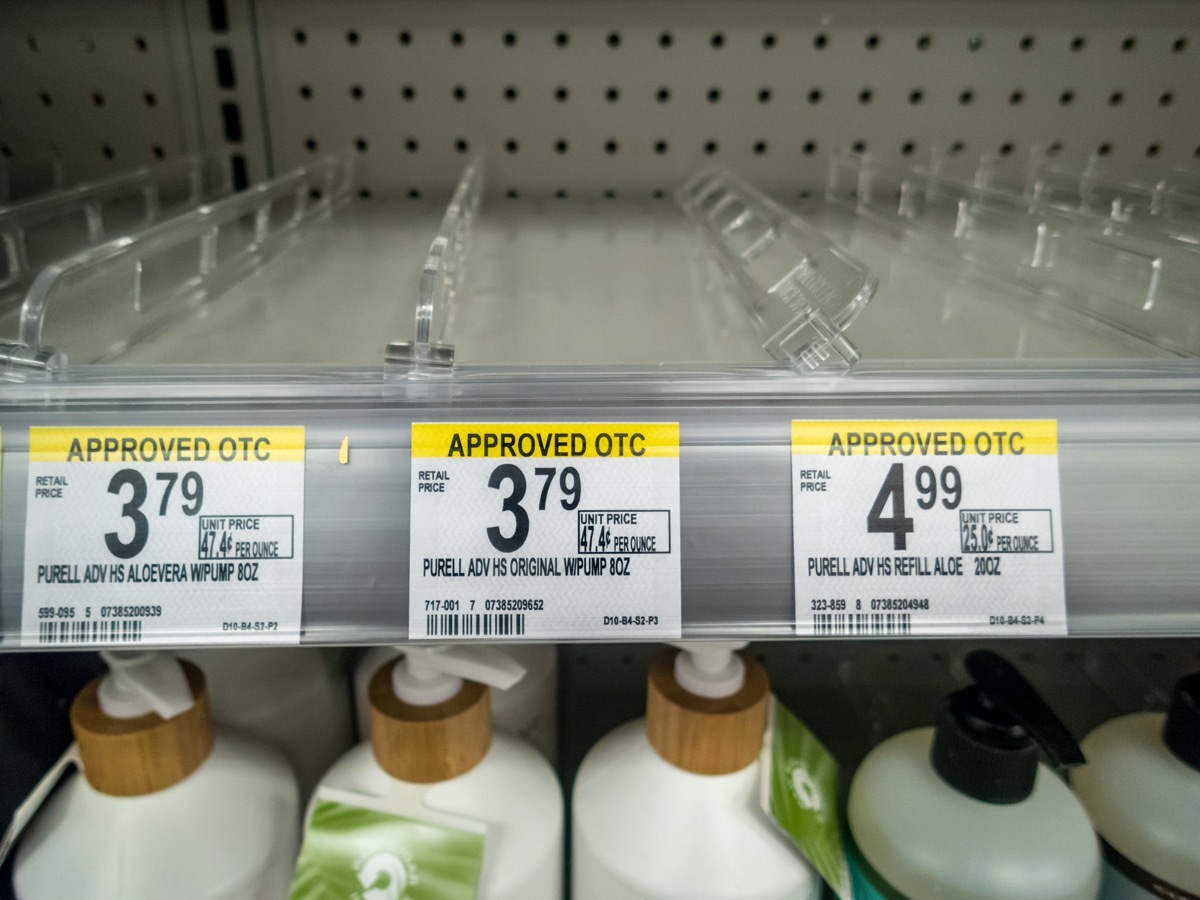 APPROVED OTC
RETAIL PRICE
3 79
UNIT PRICE
47.4¢ PER OUNCE
PURELL ADV HS ALOEVERA W/PUMP 8OZ
599-095 5 07385200939
D10-B4-S2-P2
APPROVED OTC
RETAIL PRICE
3 79
UNIT PRICE
47.4¢ PER OUNCE
PURELL ADV HS ORIGINAL W/PUMP 8OZ
717-001 7 07385209652
D10-B4-S2-P3
APPROVED OTC
RETAIL PRICE
4 99
UNIT PRICE
25.0¢ PER OUNCE
PURELL ADV HS REFILL ALOE 20OZ
323-859 8 07385204948
D10-B4-S2-P4